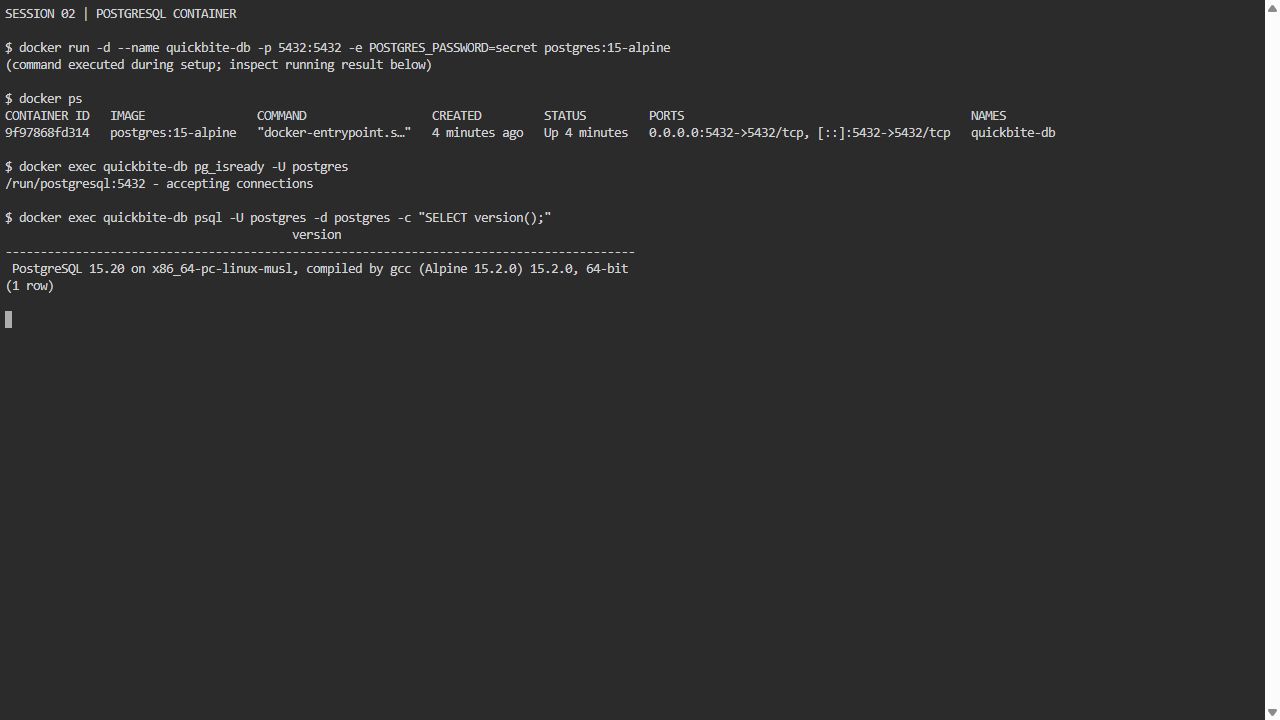 SESSION 02 | POSTGRESQL CONTAINER
$ docker run -d --name quickbite-db -p 5432:5432 -e POSTGRES_PASSWORD=secret postgres:15-alpine
(command executed during setup; inspect running result below)
$ docker ps
CONTAINER ID   IMAGE                COMMAND                  CREATED         STATUS         PORTS                                         NAMES
9f97868fd314   postgres:15-alpine   "docker-entrypoint.s…"   4 minutes ago   Up 4 minutes   0.0.0.0:5432->5432/tcp, [::]:5432->5432/tcp   quickbite-db
$ docker exec quickbite-db pg_isready -U postgres
/run/postgresql:5432 - accepting connections
$ docker exec quickbite-db psql -U postgres -d postgres -c "SELECT version();"
                                         version
------------------------------------------------------------------------------------------
 PostgreSQL 15.20 on x86_64-pc-linux-musl, compiled by gcc (Alpine 15.2.0) 15.2.0, 64-bit
(1 row)